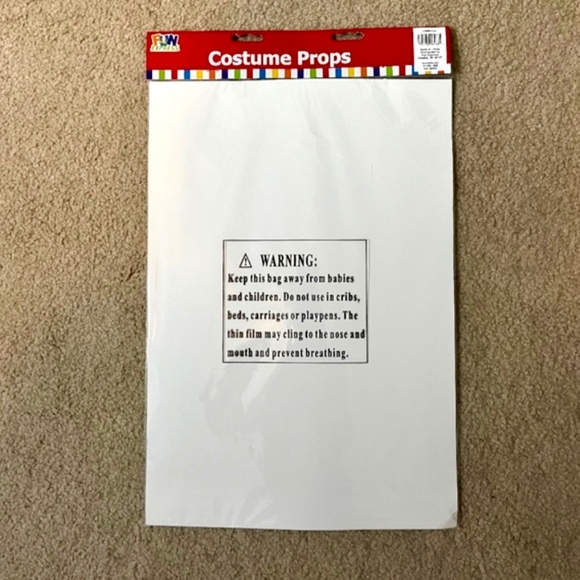 FUN
EXPRESS
Costume Props
WARNING:
Keep this bag away from babies
and children. Do not use in cribs,
beds, carriages or playpens. The
thin film may cling to the nose and
mouth and prevent breathing.